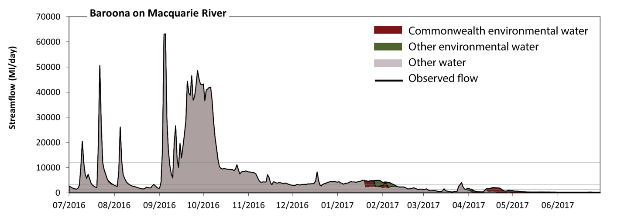 Baroona on Macquarie River
Streamflow (Ml/day)
70000
60000
50000
40000
30000
20000
10000
0
Commonwealth environmental water
Other environmental water
Other water
Observed flow
07/2016 08/2016 09/2016 10/2016 11/2016 12/2016 01/2017 02/2017 03/2017 04/2017 05/2017 06/2017